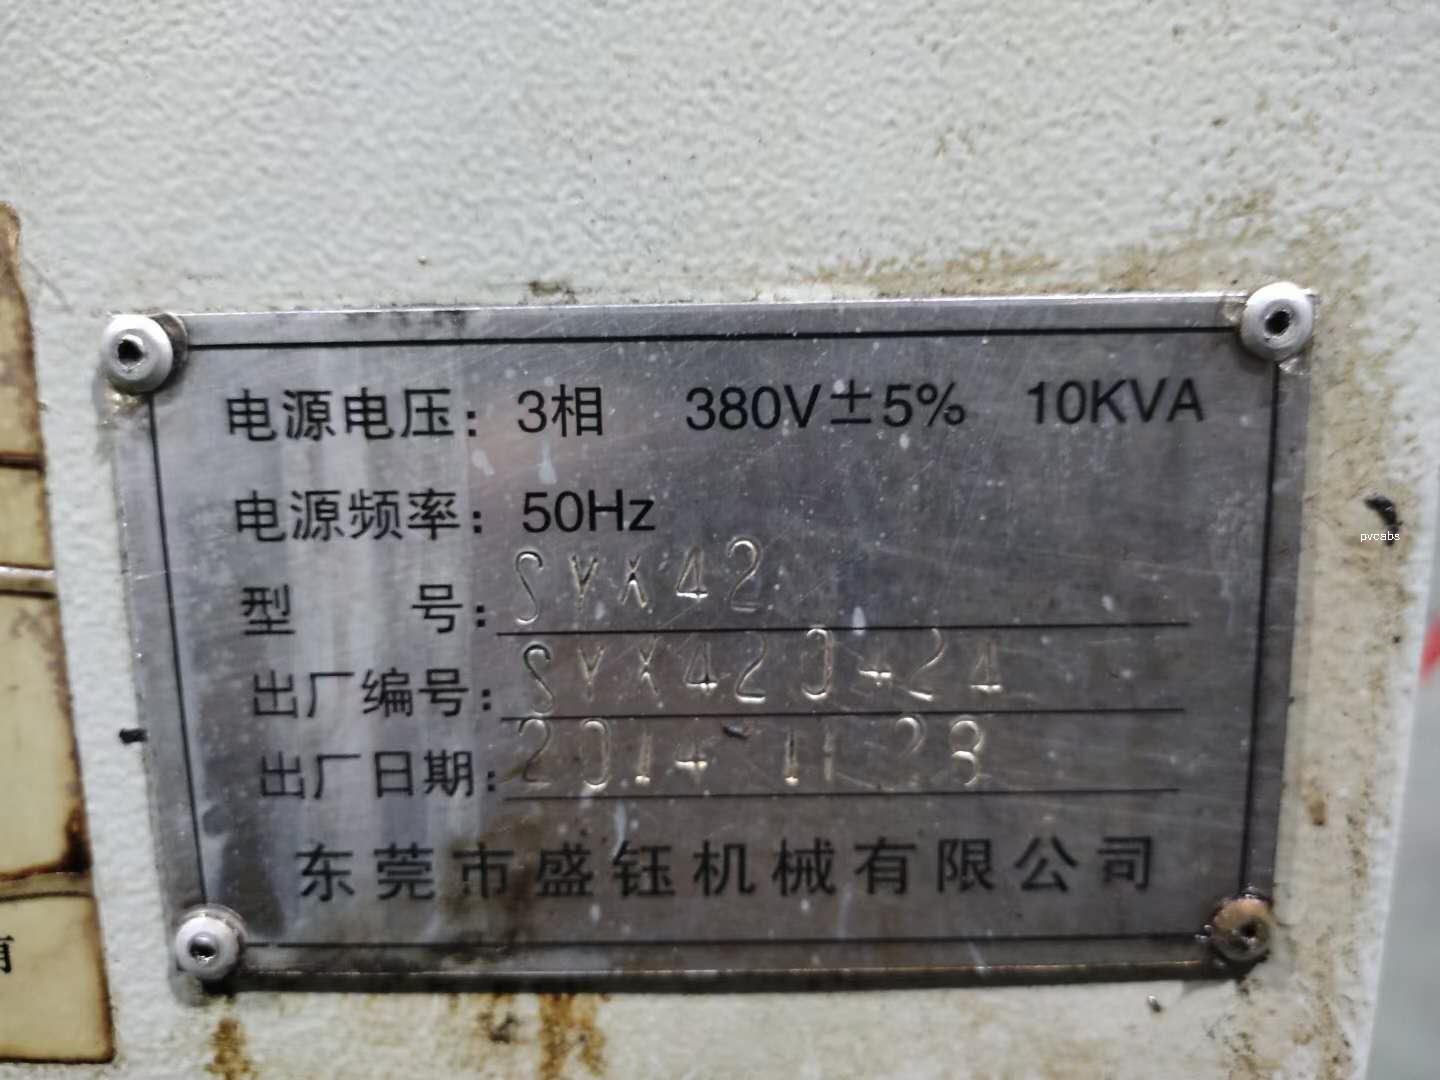 电源电压：3相 380V±5% 10KVA
电源频率：50Hz
型 号：SYX42
出厂编号：SYX420424
出厂日期：2014 11 28
东莞市盛钰机械有限公司
pvcabs